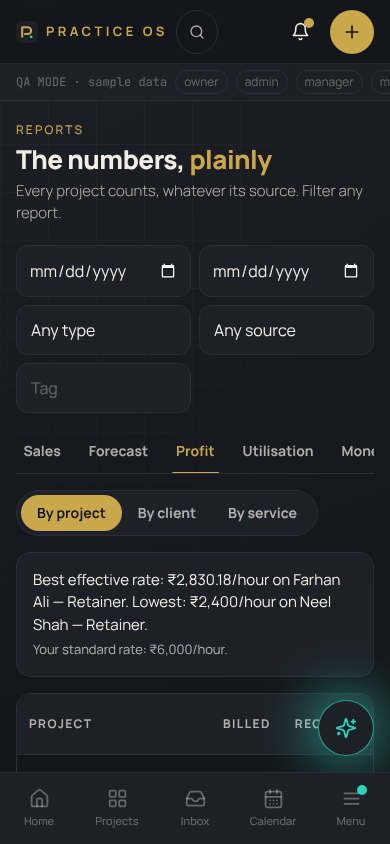 PRACTICE OS
QA MODE · sample data owner admin manager
REPORTS
The numbers, plainly
Every project counts, whatever its source. Filter any
report.
mm/dd/yyyy mm/dd/yyyy
Any type Any source
Tag
Sales Forecast Profit Utilisation
By project By client By service
Best effective rate: ₹2,830.18/hour on Farhan
Ali — Retainer. Lowest: ₹2,400/hour on Neel
Shah — Retainer.
Your standard rate: ₹6,000/hour.
PROJECT BILLED
Home Projects Inbox Calendar Menu